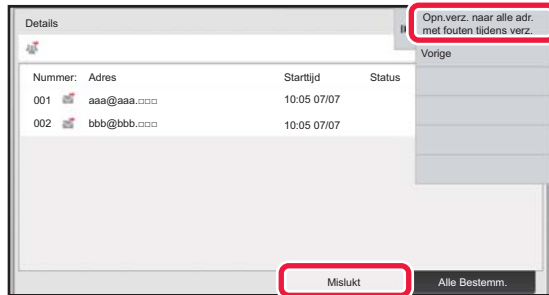 Details
Opn.verz. naar alle adr.
met fouten tijdens verz.
Vorige
Nummer: Adres Starttijd Status
001 aaa@aaa.□□□ 10:05 07/07
002 bbb@bbb.□□□ 10:05 07/07
Mislukt Alle Bestemm.